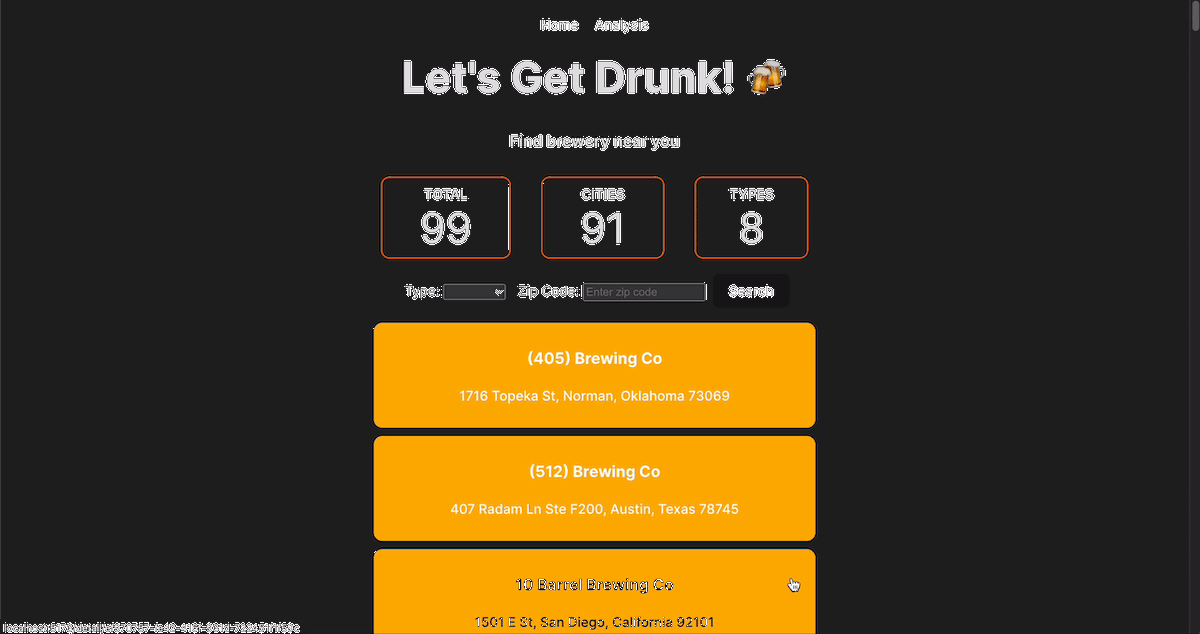 Home Analysis
Let's Get Drunk! 🍻
Find brewery near you
TOTAL CITIES TYPES
99 91 8
Type: Zip Code: Enter zip code Search
(405) Brewing Co
1716 Topeka St, Norman, Oklahoma 73069
(512) Brewing Co
407 Radam Ln Ste F200, Austin, Texas 78745
10 Barrel Brewing Co
1501 E St, San Diego, California 92101